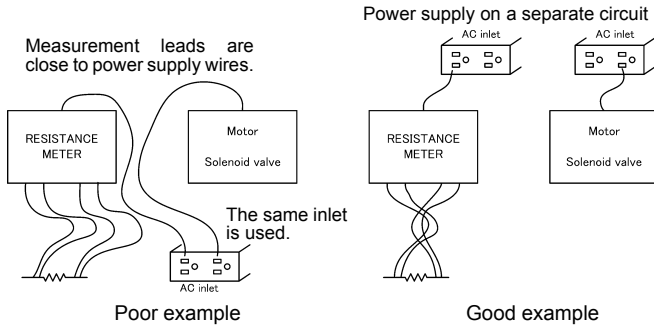 Power supply on a separate circuit
Measurement leads are
close to power supply wires.
AC inlet
AC inlet
RESISTANCE
METER
Motor
Solenoid valve
RESISTANCE
METER
Motor
Solenoid valve
The same inlet
is used.
AC inlet
Poor example
Good example